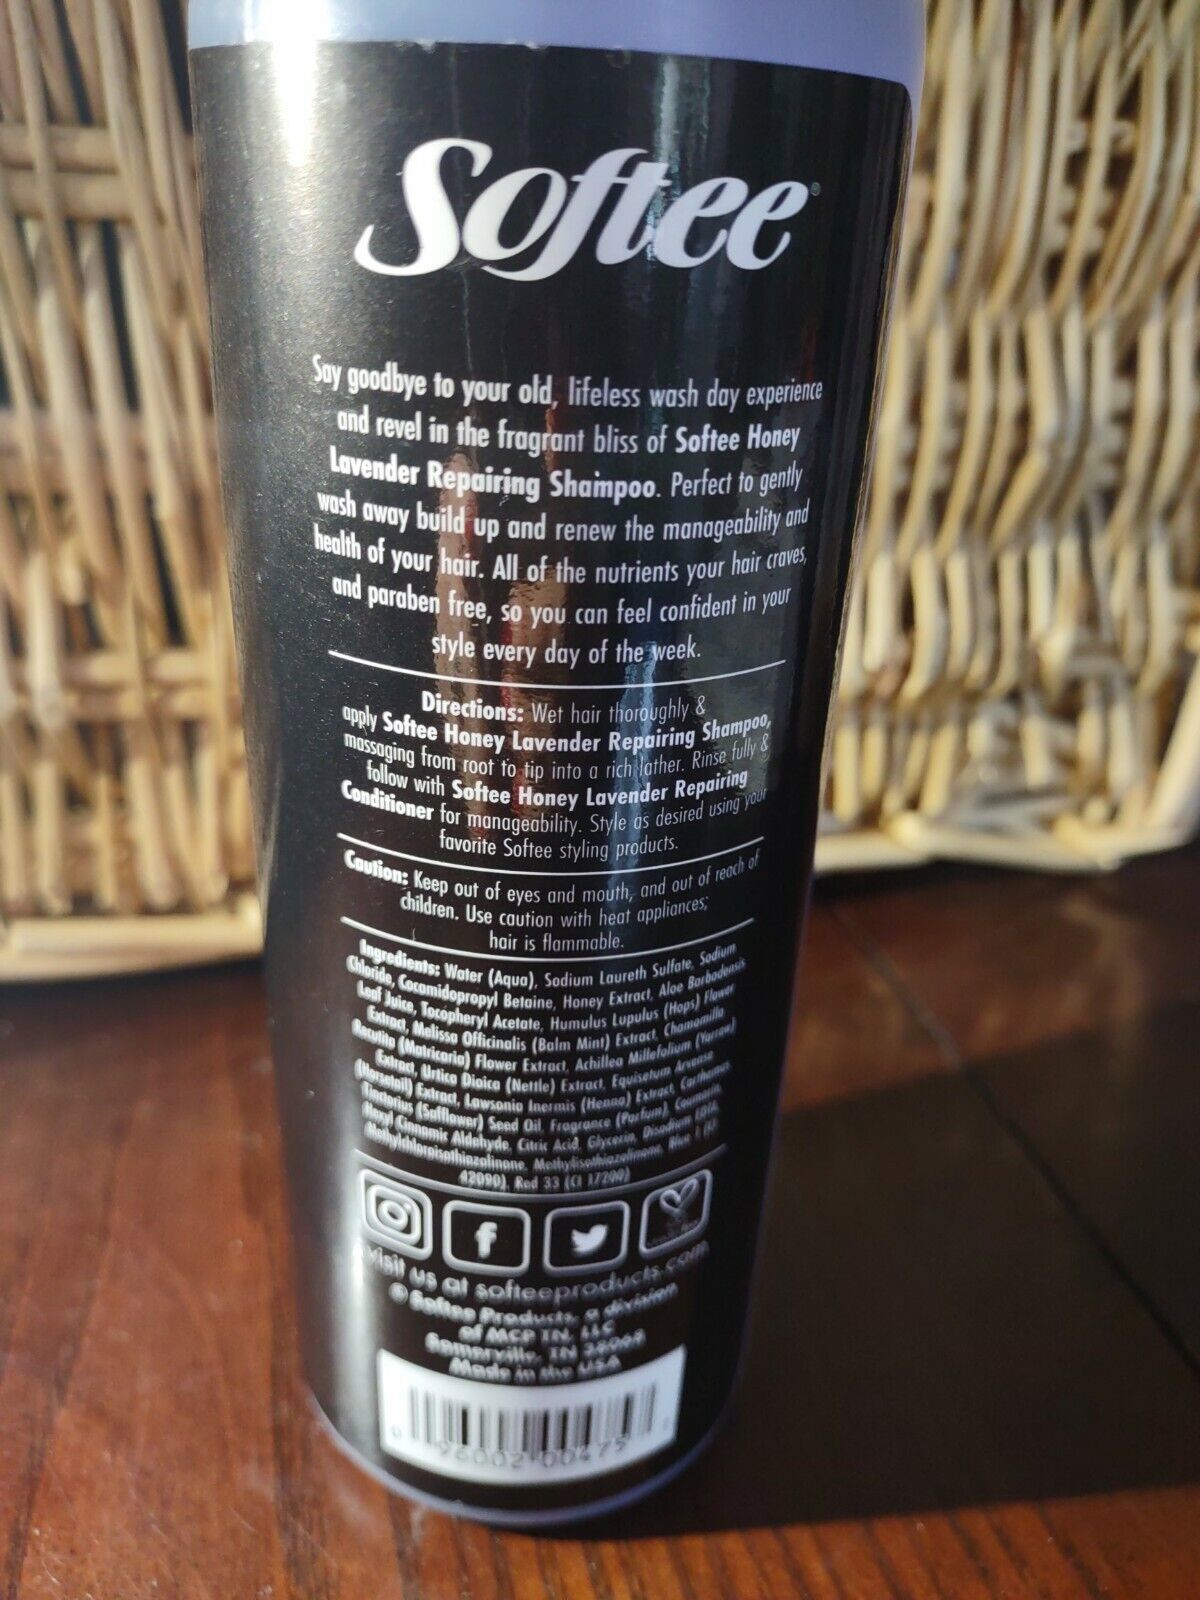 Softee
Say goodbye to your old, lifeless wash day experience
and revel in the fragrant bliss of Softee Honey
Lavender Repairing Shampoo. Perfect to gently
wash away build up and renew the manageability and
health of your hair. All of the nutrients your hair craves,
and paraben free, so you can feel confident in your
style every day of the week.
Directions: Wet hair thoroughly &
apply Softee Honey Lavender Repairing Shampoo,
massaging from root to tip into a rich lather. Rinse fully &
follow with Softee Honey Lavender Repairing
Conditioner for manageability. Style as desired using your
favorite Softee styling products.
Caution: Keep out of eyes and mouth, and out of reach of
children. Use caution with heat appliances;
hair is flammable.
Ingredients: Water (Aqua), Sodium Laureth Sulfate, Sodium
Chloride, Cocamidopropyl Betaine, Honey Extract, Aloe Barbadensis
Leaf Juice, Tocopheryl Acetate, Humulus Lupulus (Hops) Flower
Extract, Melissa Officinalis (Balm Mint) Extract, Chamomilla
Recutita (Matricaria) Flower Extract, Achillea Millefolium (Yarrow)
Extract, Urtica Dioica (Nettle) Extract, Equisetum Arvense
(Horsetail) Extract, Lawsonia Inermis (Henna) Extract, Carthamus
Tinctorius (Safflower) Seed Oil, Fragrance (Parfum), Coumarin,
Hexyl Cinnamic Aldehyde, Citric Acid, Glycerin, Disodium EDTA,
Methylisothiazolinone, Blue 1 (CI
42090), Red 33 (CI 17200)
visit us at softeeproducts.com
© Softee Products, a division
of MCP TN, LLC
Somerville, TN 38068
Made in the USA
0 96002 00475